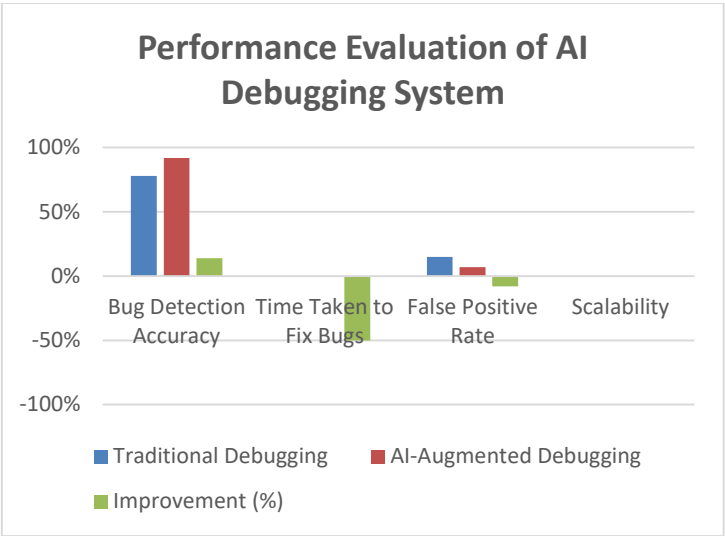 Performance Evaluation of AI
Debugging System
100%
50%
0%
-50%
-100%
Bug Detection
Accuracy
Time Taken to
Fix Bugs
False Positive
Rate
Scalability
Traditional Debugging
AI-Augmented Debugging
Improvement (%)